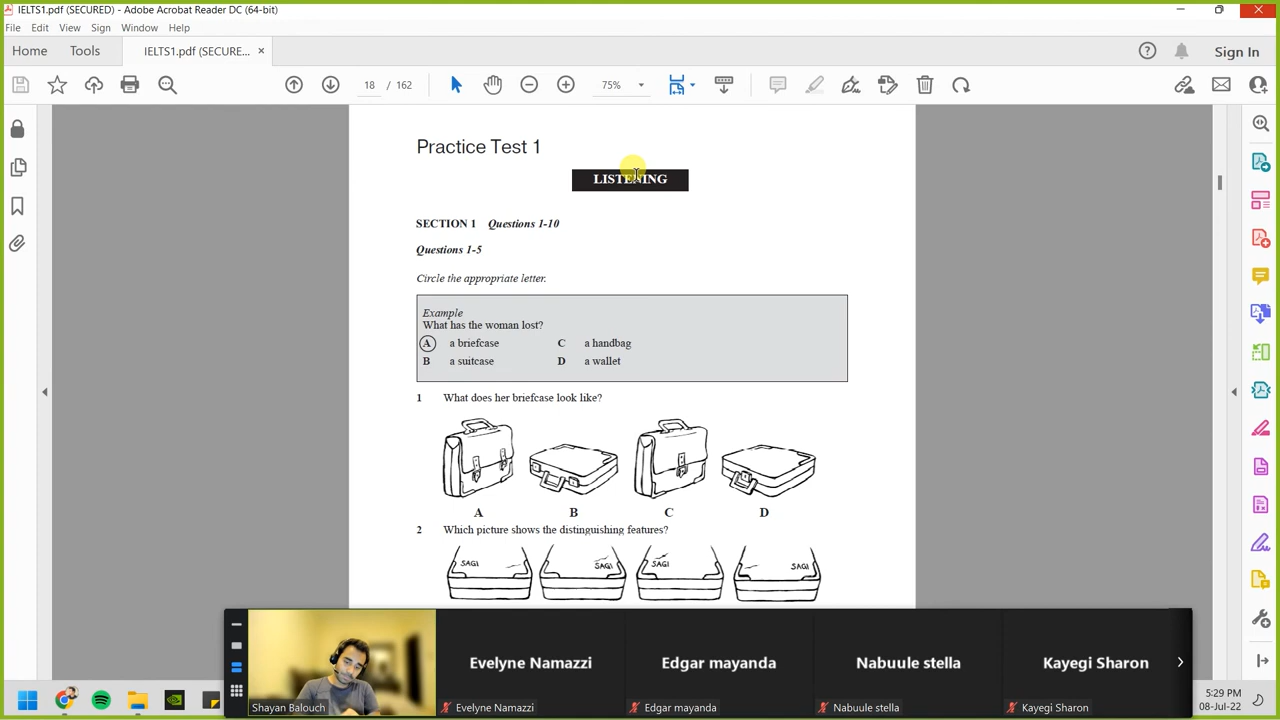 IELTS1.pdf (SECURED) - Adobe Acrobat Reader DC (64-bit)
File Edit View Sign Window Help
Home Tools IELTS1.pdf (SECURE... × Sign In
18 / 162 75%
Practice Test 1
LISTENING
SECTION 1 Questions 1-10
Questions 1-5
Circle the appropriate letter.
Example
What has the woman lost?
A a briefcase C a handbag
B a suitcase D a wallet
1 What does her briefcase look like?
A B C D
2 Which picture shows the distinguishing features?
SAGI SAGI SAGI SAGI
Evelyne Namazzi Edgar mayanda Nabuule stella Kayegi Sharon
Shayan Balouch Evelyne Namazzi Edgar mayanda Nabuule stella Kayegi Sharon
5:29 PM
08-Jul-22